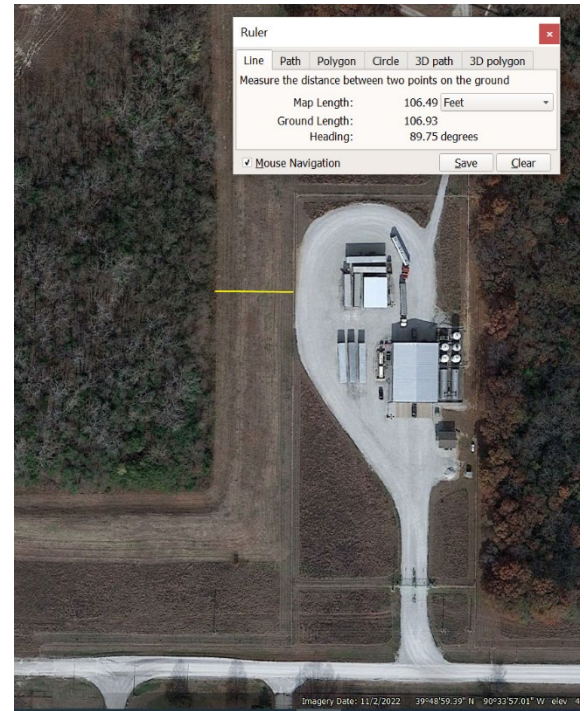 Ruler
Line Path Polygon Circle 3D path 3D polygon
Measure the distance between two points on the ground
Map Length: 106.49 Feet
Ground Length: 106.93
Heading: 89.75 degrees
Mouse Navigation Save Clear
Imagery Date: 11/2/2022 39°48'59.39" N 90°33'57.01" W elev 4